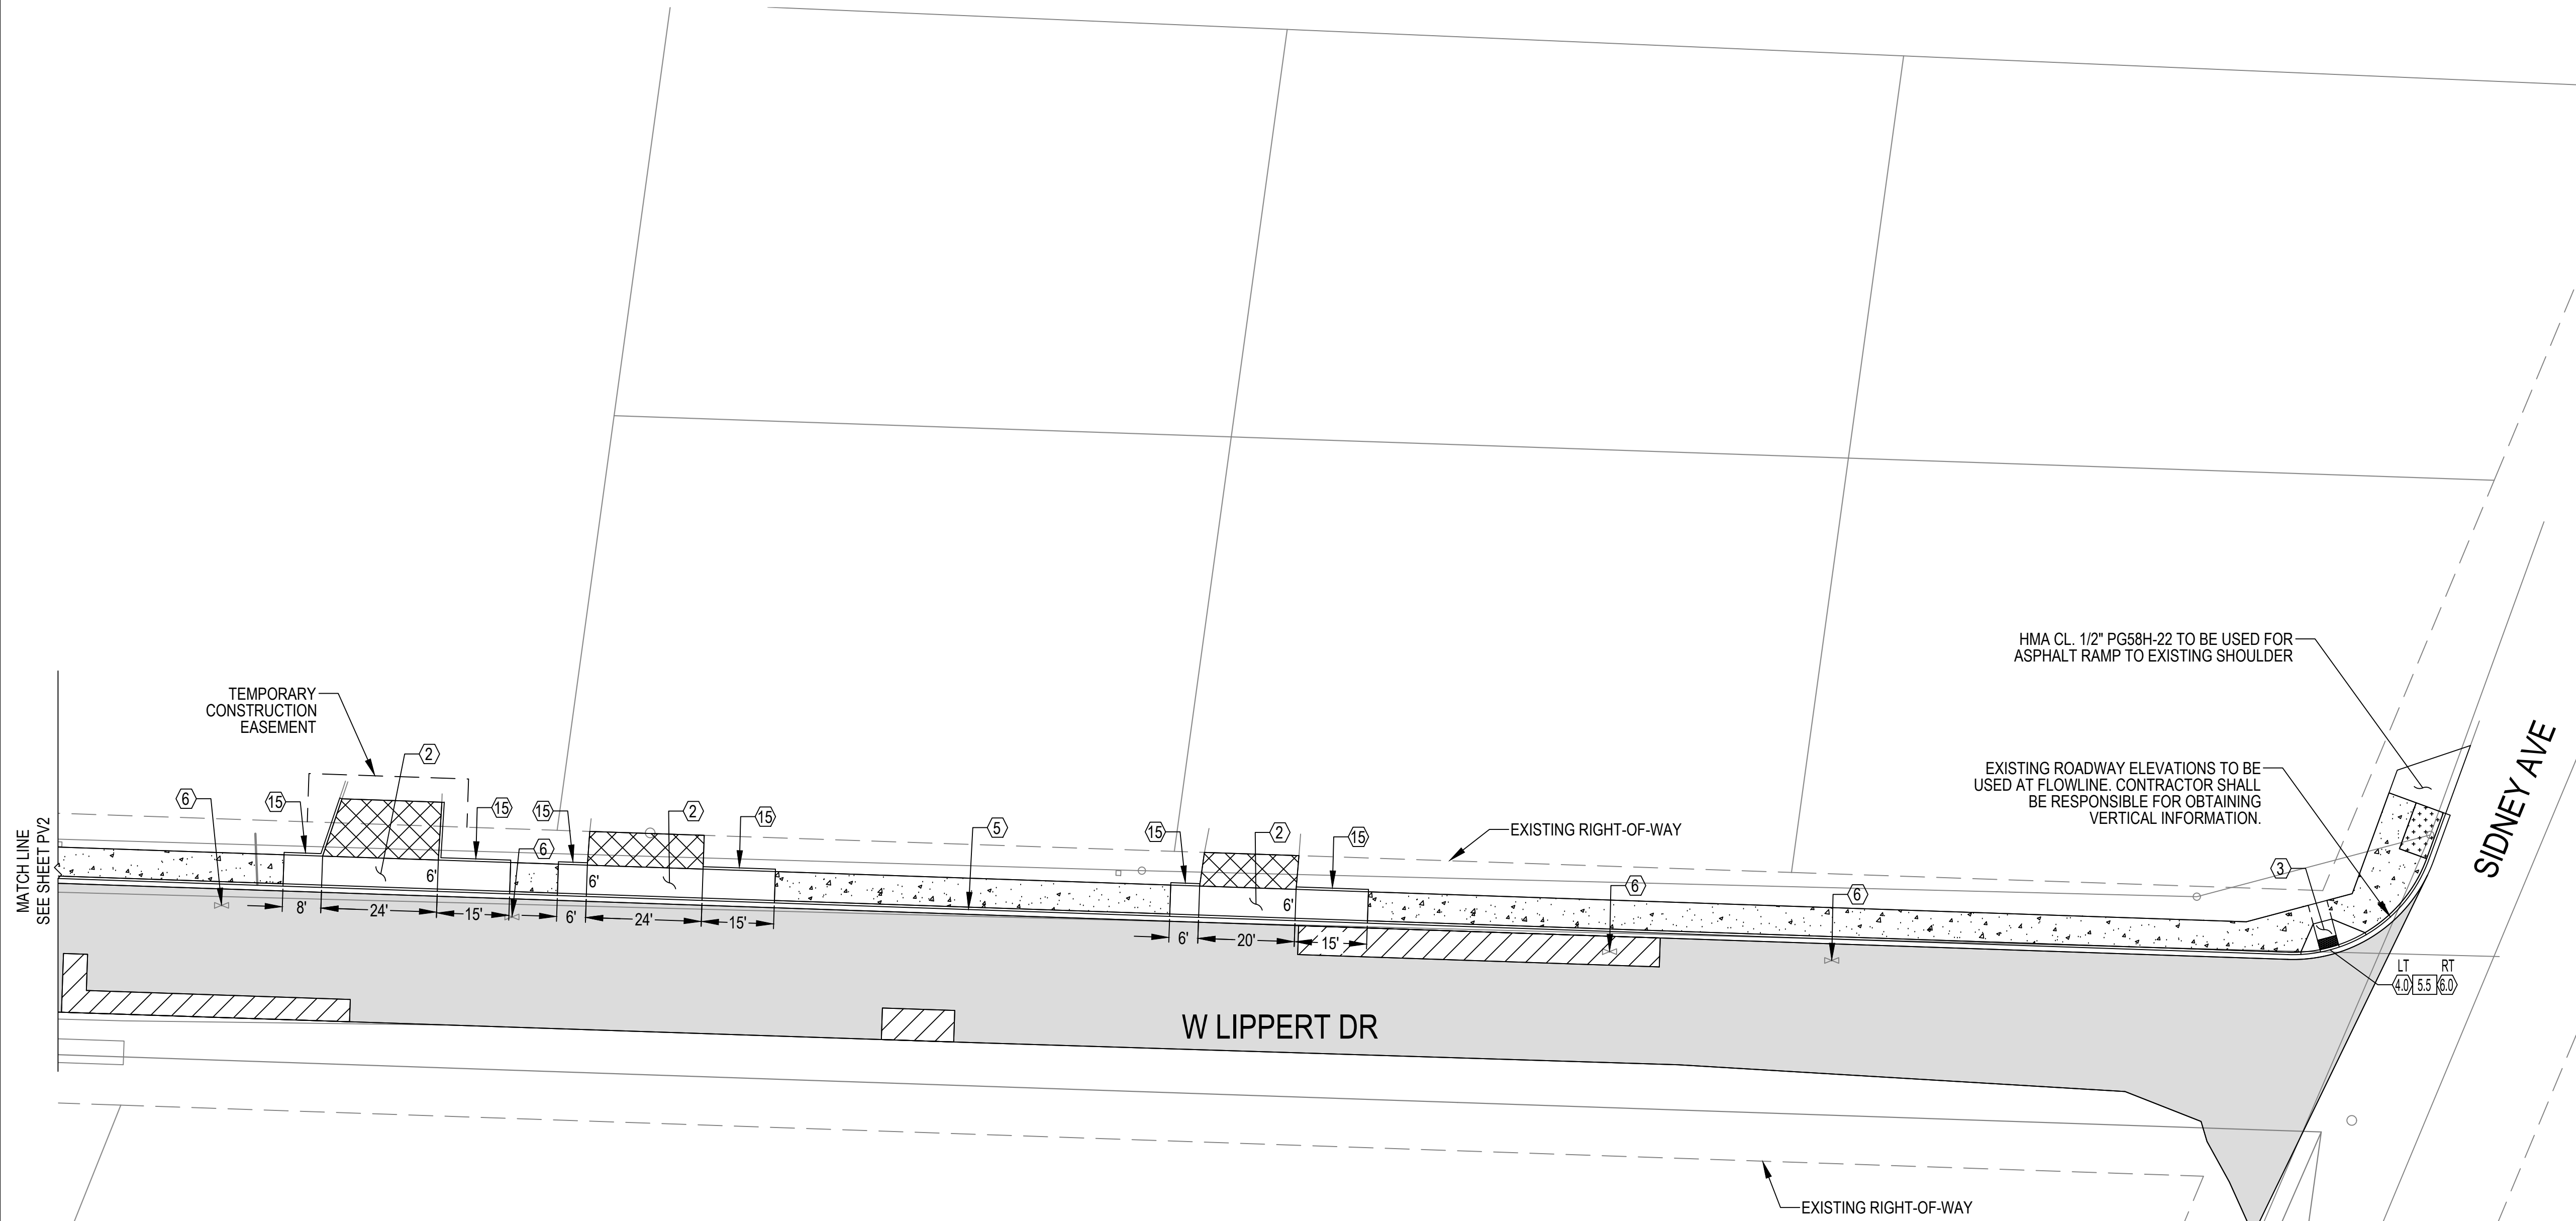 HMA CL. 1/2" PG58H-22 TO BE USED FOR
ASPHALT RAMP TO EXISTING SHOULDER
TEMPORARY
CONSTRUCTION
EASEMENT
EXISTING ROADWAY ELEVATIONS TO BE
USED AT FLOWLINE. CONTRACTOR SHALL
BE RESPONSIBLE FOR OBTAINING
VERTICAL INFORMATION.
SIDNEY AVE
MATCH LINE
SEE SHEET PV2
2
6
15
15
15
2
15
6
5
15
2
15
EXISTING RIGHT-OF-WAY
6
6
3
6'
6'
6'
8'
24'
15'
6'
24'
15'
6'
20'
15'
LT
RT
4.0
5.5
6.0
W LIPPERT DR
EXISTING RIGHT-OF-WAY